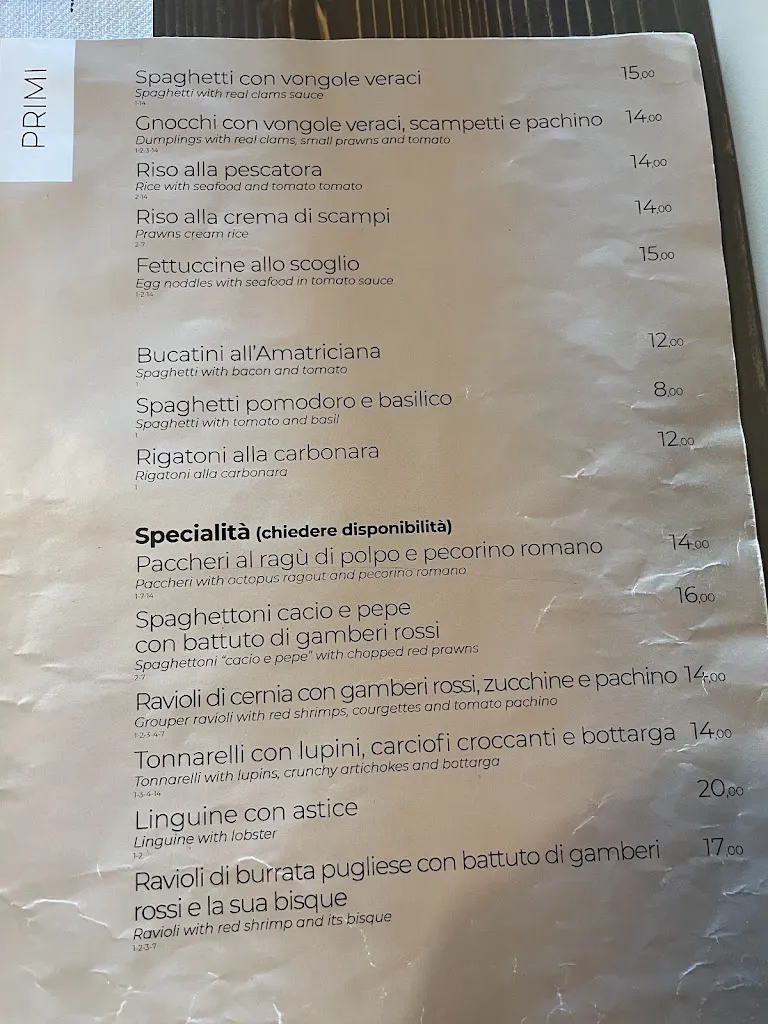 PRIMI
Spaghetti con vongole veraci 15,00
Spaghetti with real clams sauce
1-14
Gnocchi con vongole veraci, scampetti e pachino 14,00
Dumplings with real clams, small prawns and tomato
1-2-3-14
Riso alla pescatora 14,00
Rice with seafood and tomato tomato
2-14
Riso alla crema di scampi 14,00
Prawns cream rice
2-7
Fettuccine allo scoglio 15,00
Egg noddles with seafood in tomato sauce
1-2-14
Bucatini all'Amatriciana 12,00
Spaghetti with bacon and tomato
1
Spaghetti pomodoro e basilico 8,00
Spaghetti with tomato and basil
1
Rigatoni alla carbonara 12,00
Rigatoni alla carbonara
1
Specialità (chiedere disponibilità)
Paccheri al ragù di polpo e pecorino romano 14,00
Paccheri with octopus ragout and pecorino romano
1-7-14
Spaghettoni cacio e pepe 16,00
con battuto di gamberi rossi
Spaghettoni "cacio e pepe" with chopped red prawns
2-7
Ravioli di cernia con gamberi rossi, zucchine e pachino 14,00
Grouper ravioli with red shrimps, courgettes and tomato pachino
1-2-3-4-7
Tonnarelli con lupini, carciofi croccanti e bottarga 14,00
Tonnarelli with lupins, crunchy artichokes and bottarga
1-3-4-14
Linguine con astice 20,00
Linguine with lobster
1-2
Ravioli di burrata pugliese con battuto di gamberi 17,00
rossi e la sua bisque
Ravioli with red shrimp and its bisque
1-2-3-7